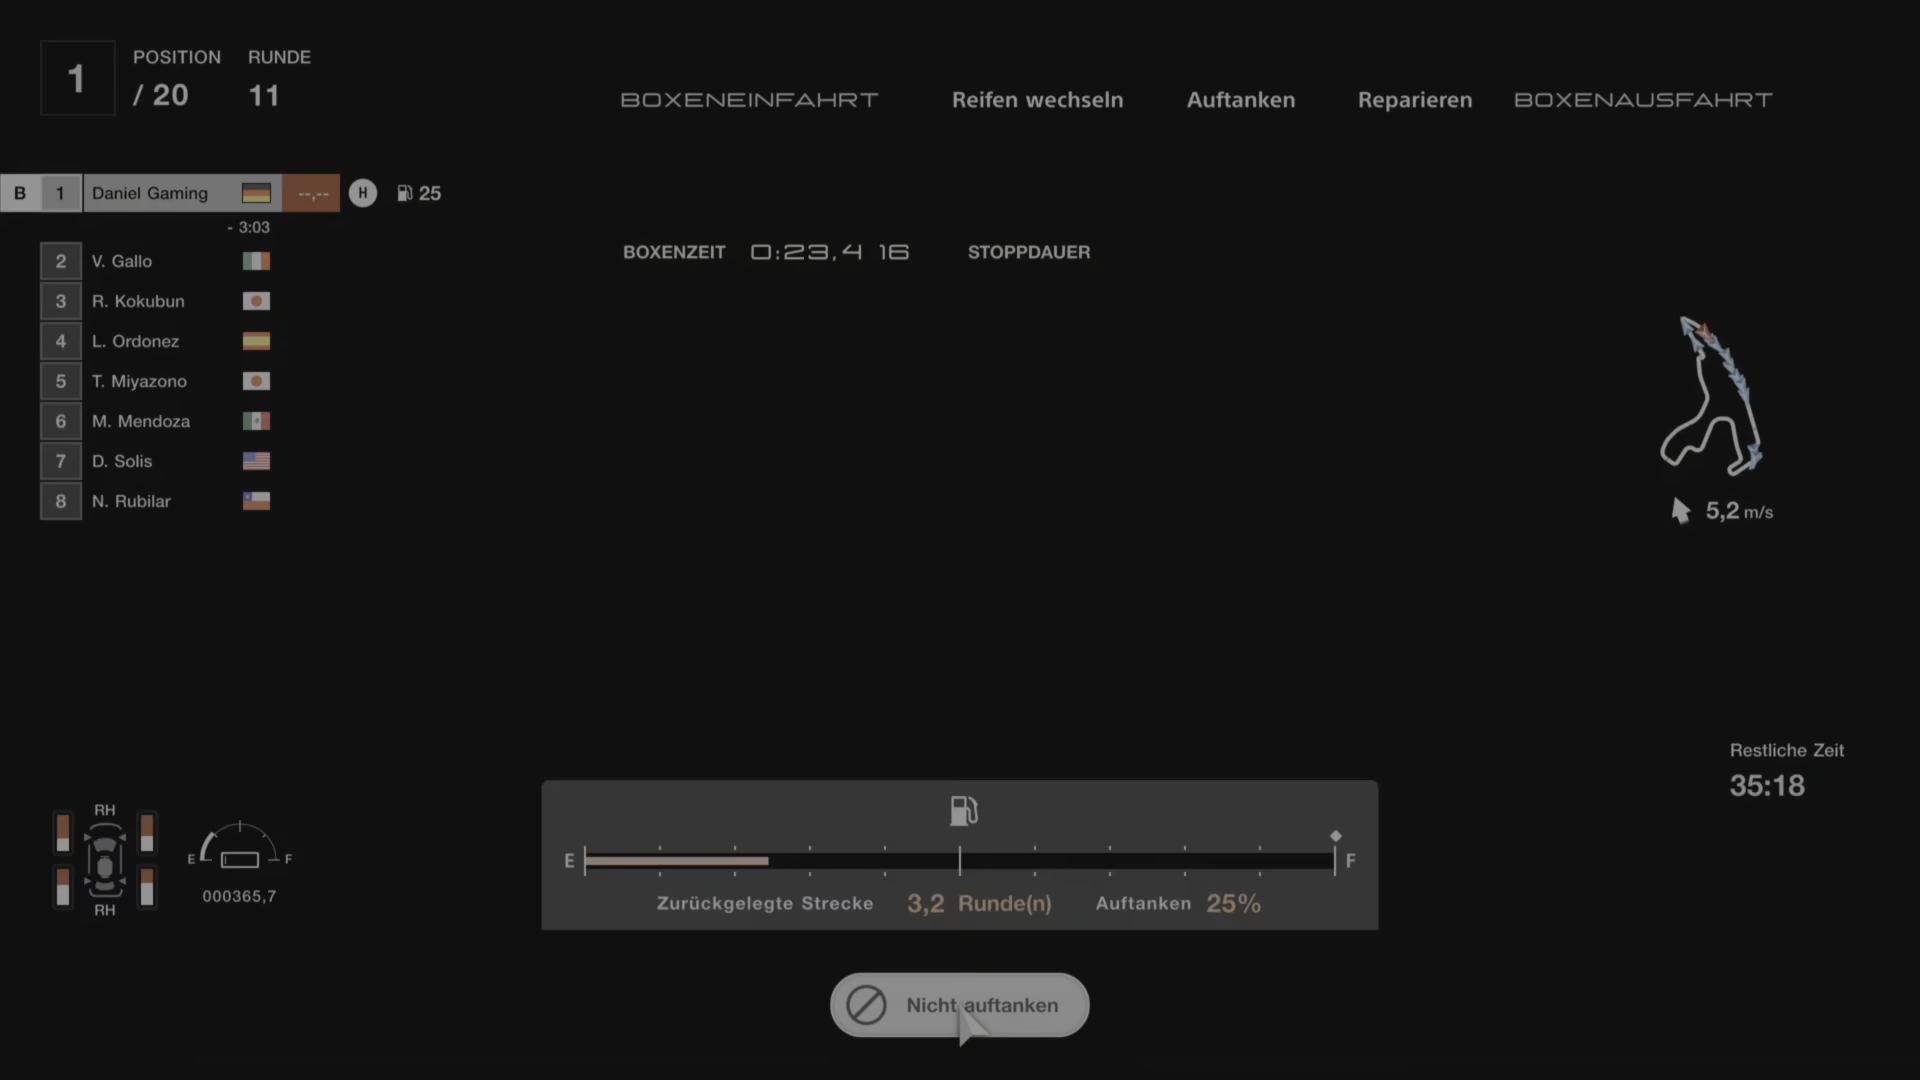 1
POSITION
/ 20
RUNDE
11
BOXENEINFAHRT
Reifen wechseln
Auftanken
Reparieren
BOXENAUSFAHRT
B 1 Daniel Gaming --,-- H 25
- 3:03
2 V. Gallo
3 R. Kokubun
4 L. Ordonez
5 T. Miyazono
6 M. Mendoza
7 D. Solis
8 N. Rubilar
BOXENZEIT 0:23,416 STOPPDAUER
5,2 m/s
Restliche Zeit
35:18
RH
RH
E F
000365,7
E F
Zurückgelegte Strecke 3,2 Runde(n) Auftanken 25%
Nicht auftanken